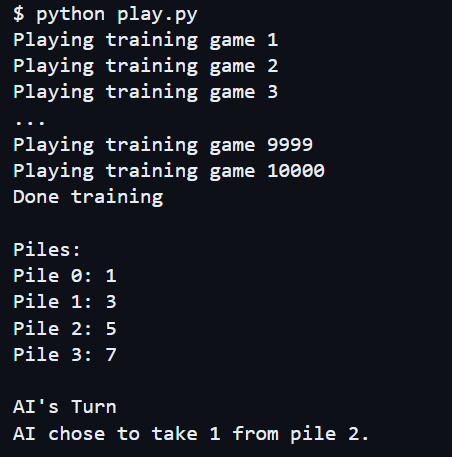 $ python play.py
Playing training game 1
Playing training game 2
Playing training game 3
...
Playing training game 9999
Playing training game 10000
Done training
Piles:
Pile 0: 1
Pile 1: 3
Pile 2: 5
Pile 3: 7
AI's Turn
AI chose to take 1 from pile 2.